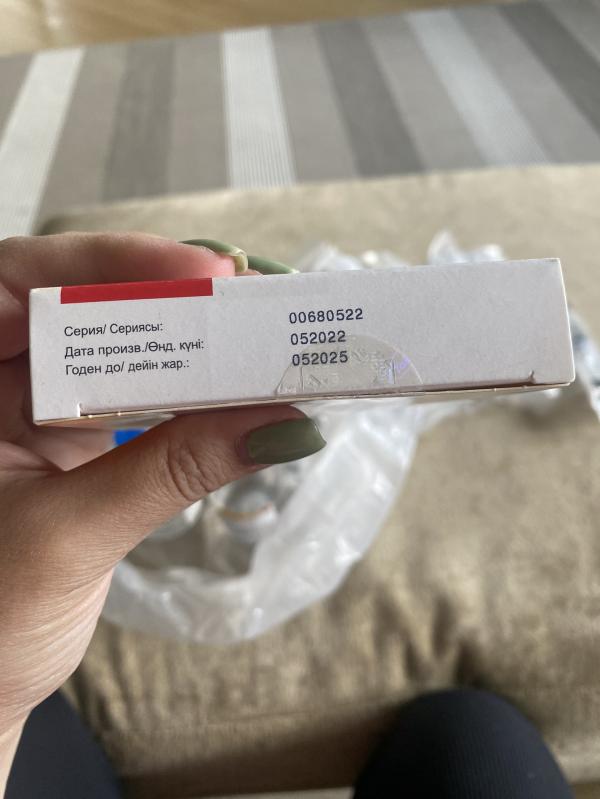 Серия/ Сериясы: 00680522
Дата произв./Өнд. күні: 052022
Годен до/ дейін жар.: 052025